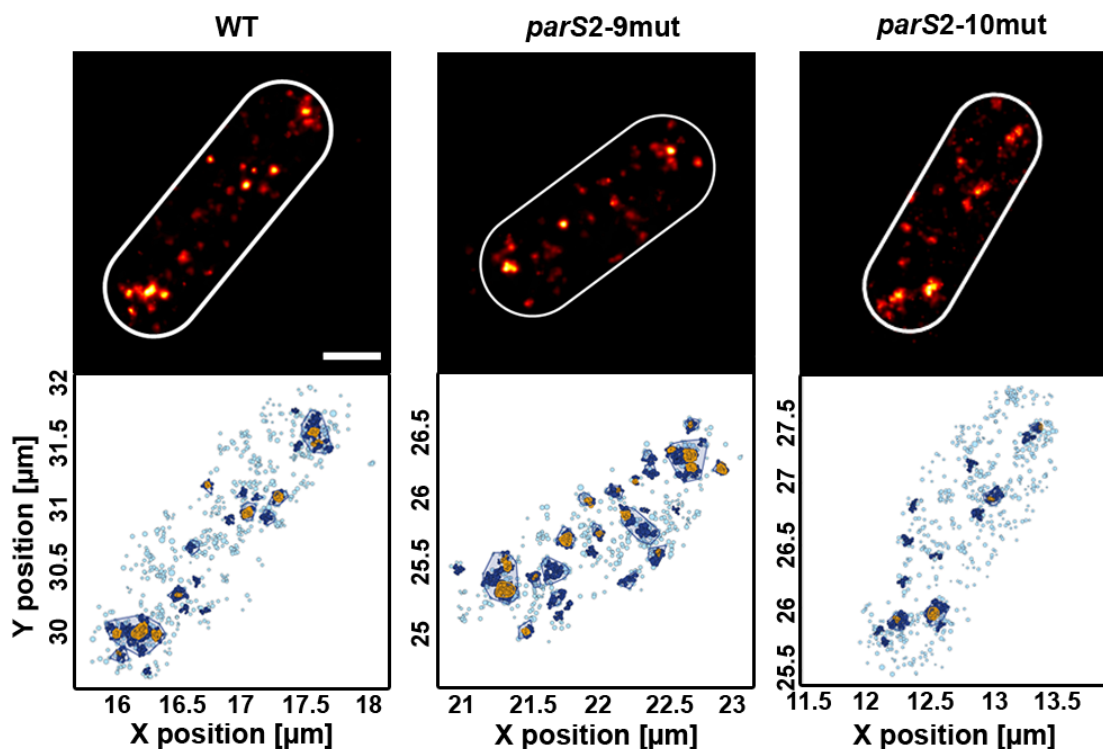 WT parS2-9mut parS2-10mut
Y position [µm]
32
31.5
31
30.5
30
26.5
26
25.5
25
27.5
27
26.5
26
25.5
16 16.5 17 17.5 18
21 21.5 22 22.5 23
11.5 12 12.5 13 13.5
X position [µm] X position [µm] X position [µm]